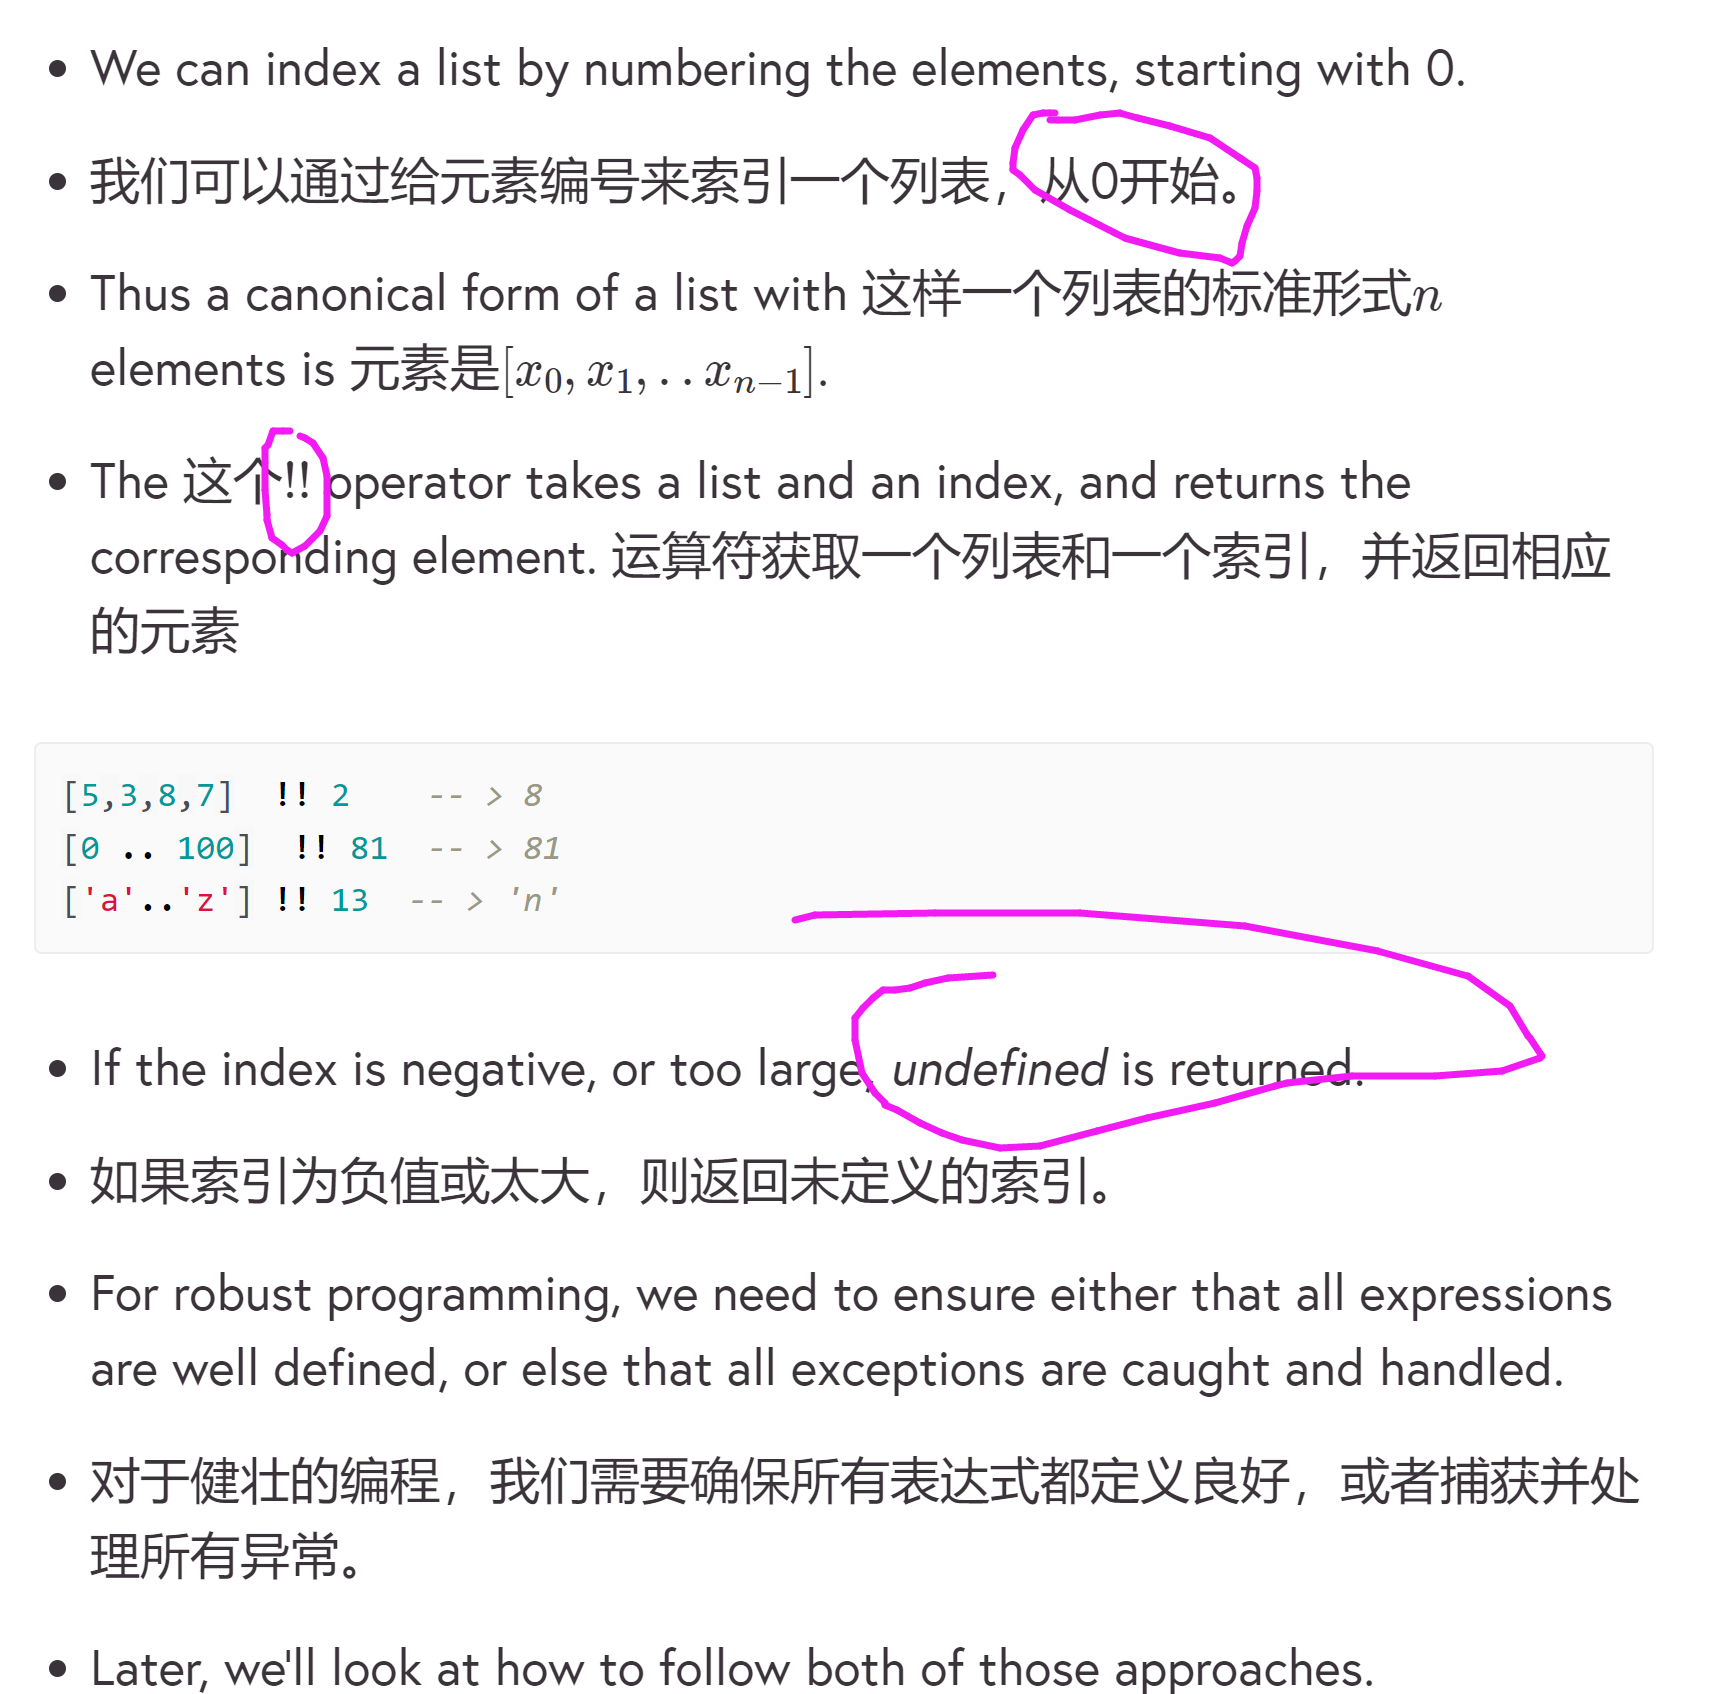 • We can index a list by numbering the elements, starting with 0.
• 我们可以通过给元素编号来索引一个列表，从0开始。
• Thus a canonical form of a list with 这样一个列表的标准形式n
elements is 元素是[x₀, x₁, . . xₙ₋₁].
• The 这个!! operator takes a list and an index, and returns the
corresponding element. 运算符获取一个列表和一个索引，并返回相应
的元素
[5,3,8,7]  !! 2    -- > 8
[0 .. 100]  !! 81  -- > 81
['a'..'z'] !! 13  -- > 'n'
• If the index is negative, or too large, undefined is returned.
• 如果索引为负值或太大，则返回未定义的索引。
• For robust programming, we need to ensure either that all expressions
are well defined, or else that all exceptions are caught and handled.
• 对于健壮的编程，我们需要确保所有表达式都定义良好，或者捕获并处
理所有异常。
• Later, we'll look at how to follow both of those approaches.